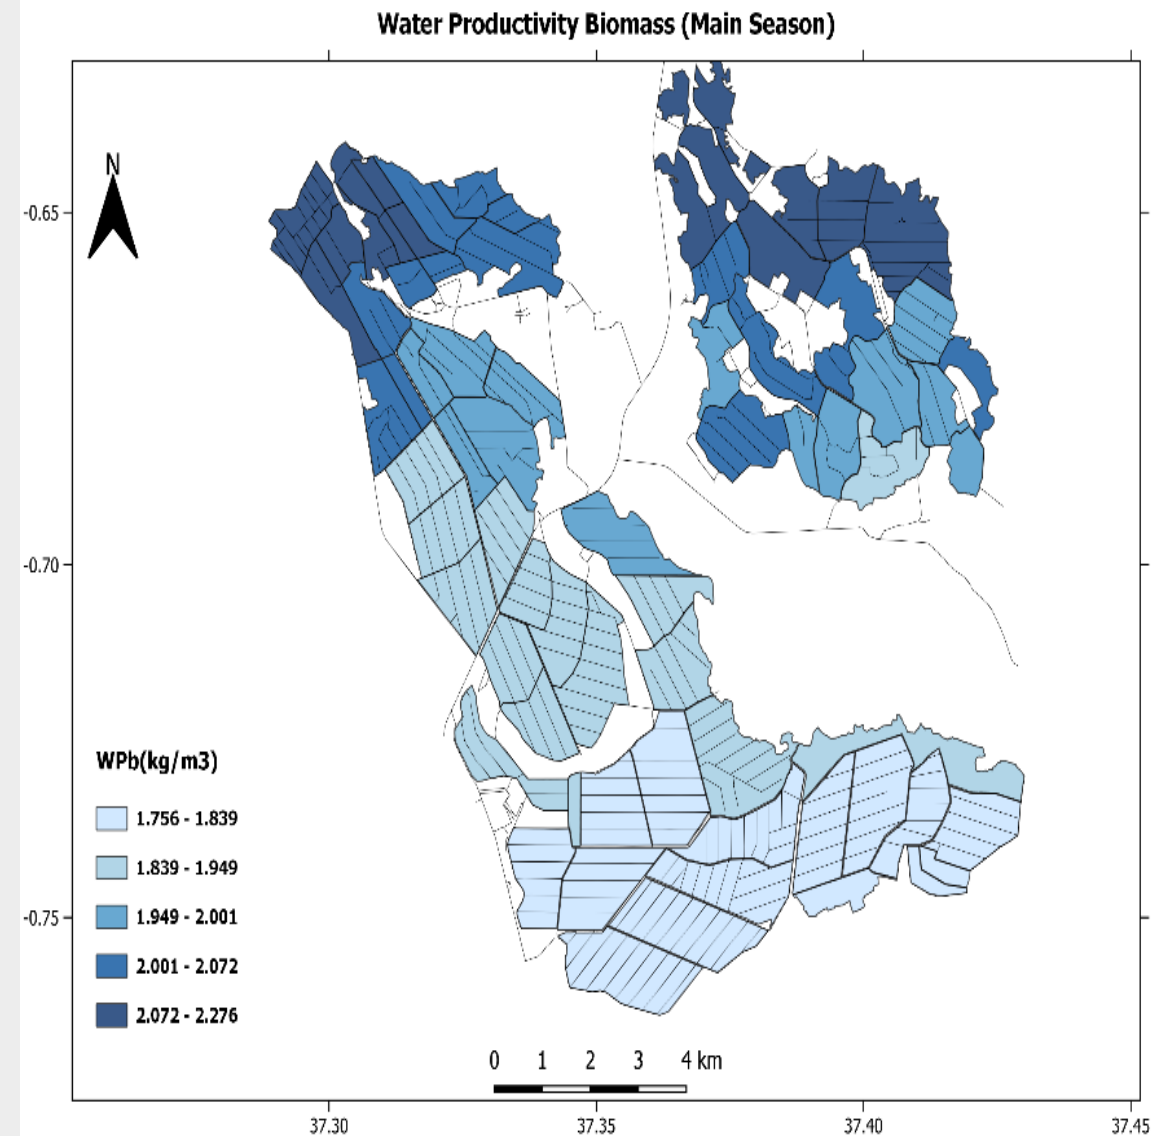 Water Productivity Biomass (Main Season)
N
-0.65
-0.70
-0.75
WPb(kg/m3)
1.756 - 1.839
1.839 - 1.949
1.949 - 2.001
2.001 - 2.072
2.072 - 2.276
0 1 2 3 4 km
37.30 37.35 37.40 37.45